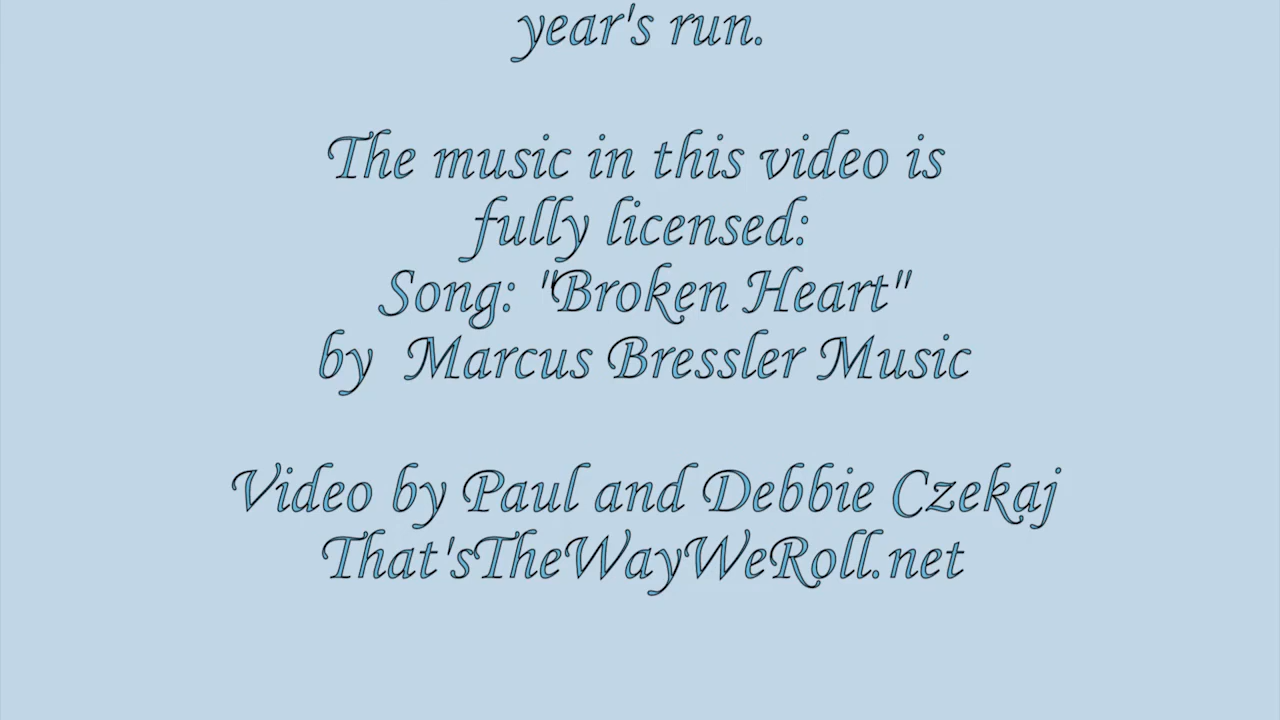 year's run.
The music in this video is
fully licensed:
Song: "Broken Heart"
by Marcus Bressler Music
Video by Paul and Debbie Czekaj
That'sTheWayWeRoll.net